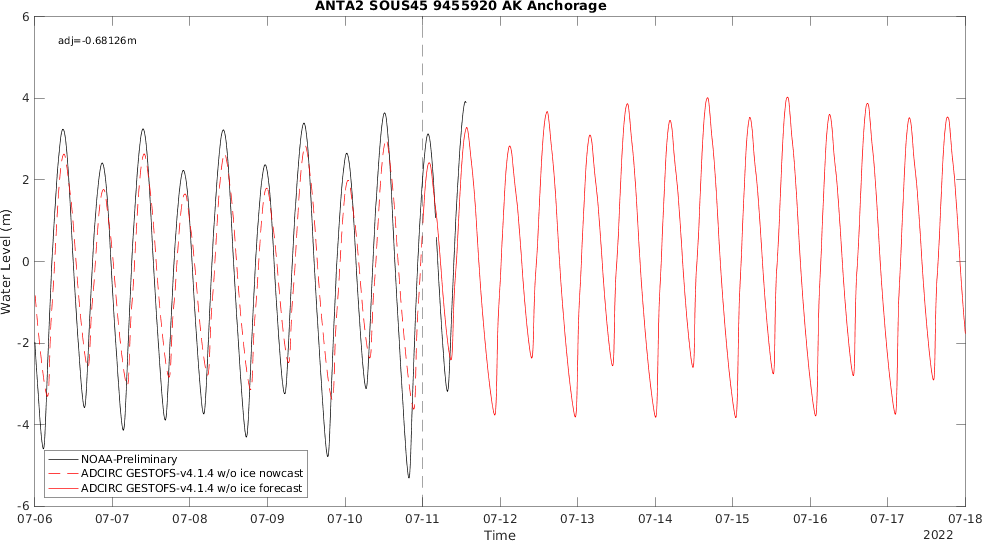 ANTA2 SOUS45 9455920 AK Anchorage
adj=-0.68126m
6
4
2
0
-2
-4
-6
Water Level (m)
NOAA-Preliminary
ADCIRC GESTOFS-v4.1.4 w/o ice nowcast
ADCIRC GESTOFS-v4.1.4 w/o ice forecast
07-06 07-07 07-08 07-09 07-10 07-11 07-12 07-13 07-14 07-15 07-16 07-17 07-18
Time
2022